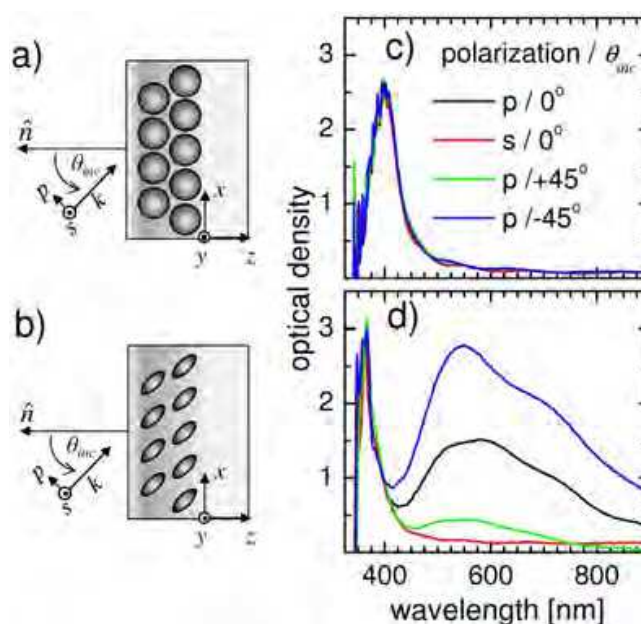 a)
n̂
θinc
p
s
k
x
y
z
b)
n̂
θinc
p
s
k
x
y
z
optical density
3
2
1
c)
polarization / θinc
p / 0°
s / 0°
p /+45°
p /-45°
3
2
1
d)
400
600
800
wavelength [nm]